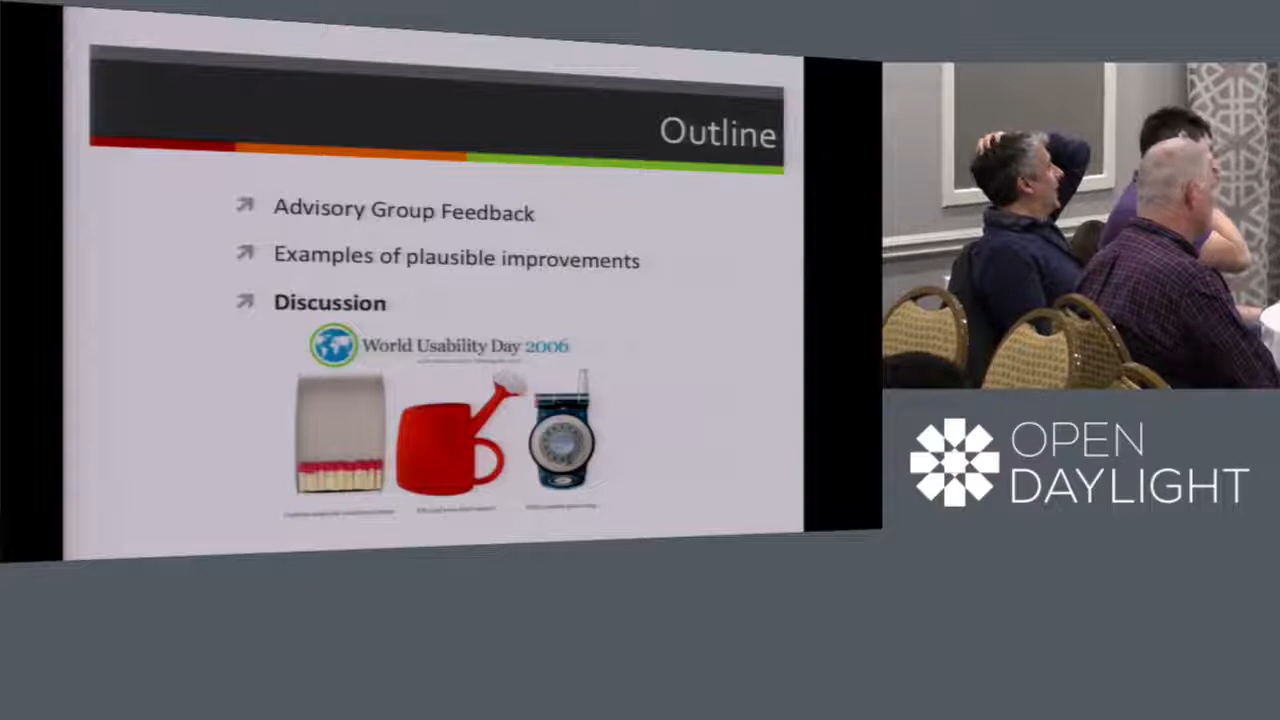 Outline
Advisory Group Feedback
Examples of plausible improvements
Discussion
World Usability Day 2006
OPEN
DAYLIGHT